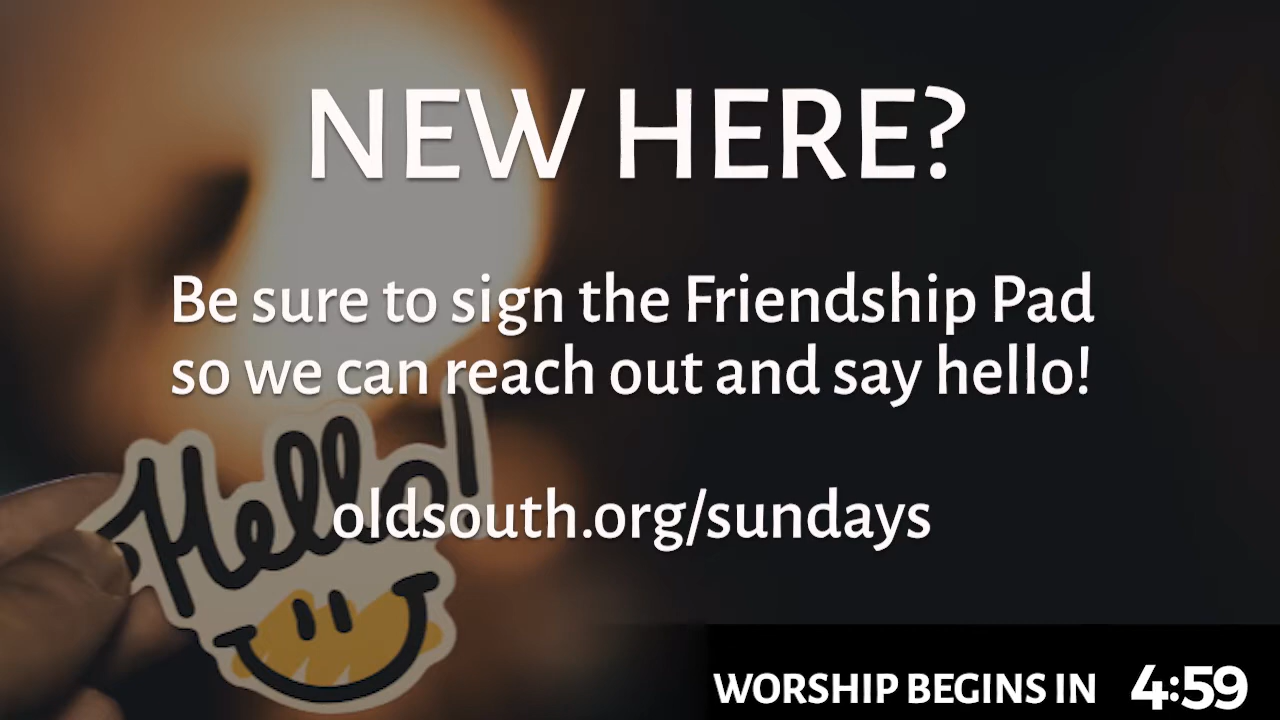 NEW HERE?
Be sure to sign the Friendship Pad
so we can reach out and say hello!
Hello!
oldsouth.org/sundays
WORSHIP BEGINS IN 4:59